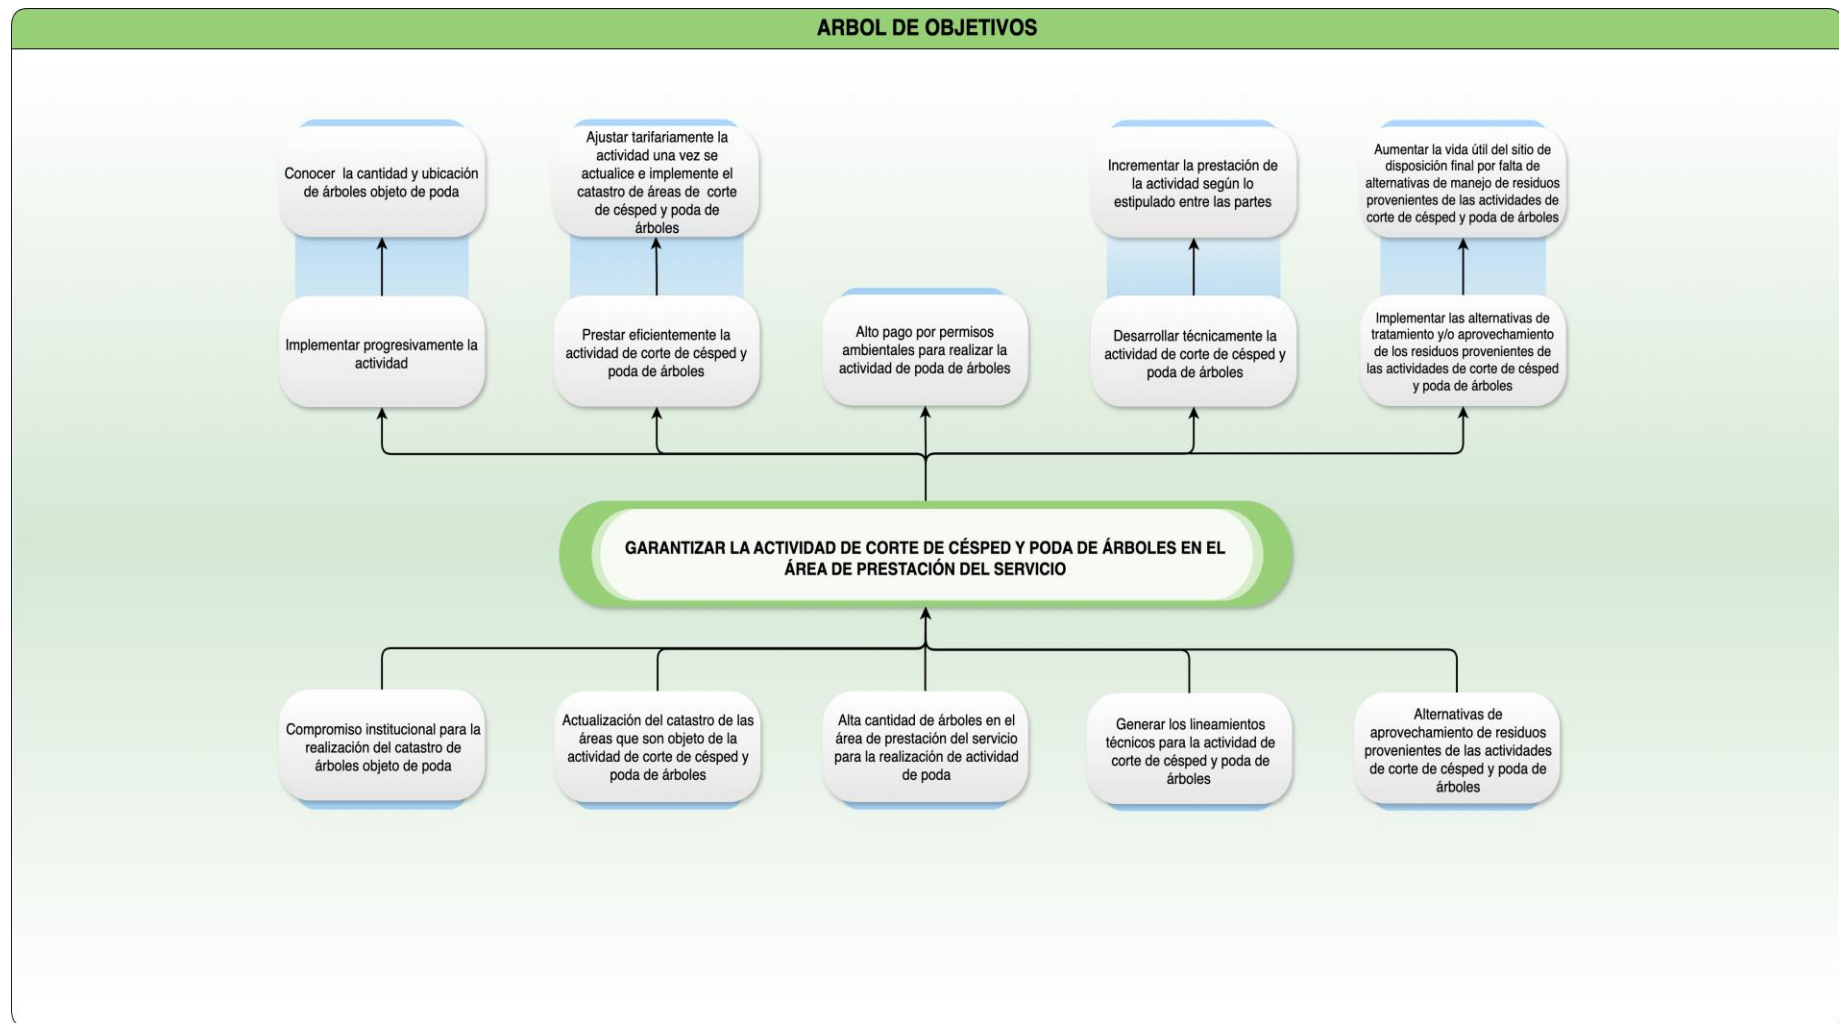 ARBOL DE OBJETIVOS
Conocer la cantidad y ubicación
de árboles objeto de poda
Ajustar tarifariamente la
actividad una vez se
actualice e implemente el
catastro de áreas de corte
de césped y poda de
árboles
Incrementar la prestación de
la actividad según lo
estipulado entre las partes
Aumentar la vida útil del sitio de
disposición final por falta de
alternativas de manejo de residuos
provenientes de las actividades de
corte de césped y poda de árboles
Implementar progresivamente la
actividad
Prestar eficientemente la
actividad de corte de césped y
poda de árboles
Alto pago por permisos
ambientales para realizar la
actividad de poda de árboles
Desarrollar técnicamente la
actividad de corte de césped y
poda de árboles
Implementar las alternativas de
tratamiento y/o aprovechamiento
de los residuos provenientes de
las actividades de corte de césped
y poda de árboles
GARANTIZAR LA ACTIVIDAD DE CORTE DE CÉSPED Y PODA DE ÁRBOLES EN EL
ÁREA DE PRESTACIÓN DEL SERVICIO
Compromiso institucional para la
realización del catastro de
árboles objeto de poda
Actualización del catastro de las
áreas que son objeto de la
actividad de corte de césped y
poda de árboles
Alta cantidad de árboles en el
área de prestación del servicio
para la realización de actividad
de poda
Generar los lineamientos
técnicos para la actividad de
corte de césped y poda de
árboles
Alternativas de
aprovechamiento de residuos
provenientes de las actividades
de corte de césped y poda de
árboles